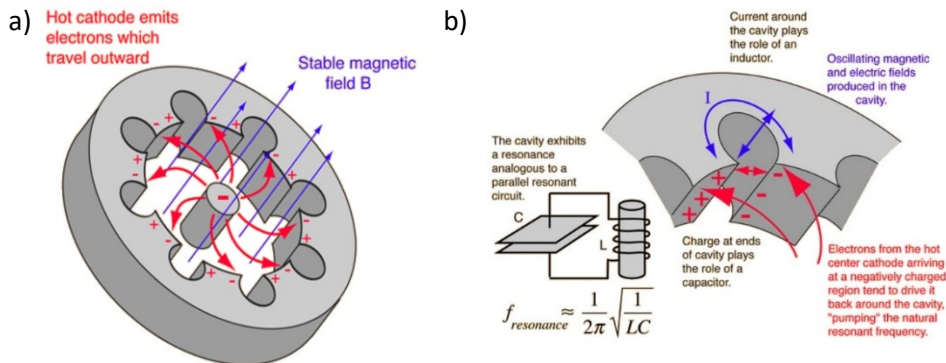 a)
Hot cathode emits
electrons which
travel outward
Stable magnetic
field B
+
-
+
-
+
-
+
-
+
-
+
-
+
-
+
-
-
b)
Current around
the cavity plays
the role of an
inductor.
Oscillating magnetic
and electric fields
produced in the
cavity.
I
The cavity exhibits
a resonance
analogous to a
parallel resonant
circuit.
C
L
+
+
+
-
-
-
Charge at ends
of cavity plays
the role of a
capacitor.
Electrons from the hot
center cathode arriving
at a negatively charged
region tend to drive it
back around the cavity,
"pumping" the natural
resonant frequency.
f resonance ≈ 1/2π √1/LC